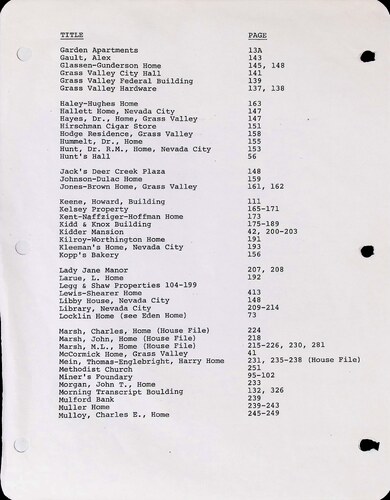 TITLE PAGE
Garden Apartments 13A
Gault, Alex 143
Glassen-Gunderson Home 145, 148
Grass Valley City Hall 141
Grass Valley Federal Building 139
Grass Valley Hardware 137, 138
Haley-Hughes Home 163
Hallett Home, Nevada City 147
Hayes, Dr., Home, Grass Valley 147
Hirschman Cigar Store 151
Hodge Residence, Grass Valley 158
Hummelt, Dr., Home 155
Hunt, Dr. R.M., Home, Nevada City 153
Hunt's Hall 56
Jack's Deer Creek Plaza 148
Johnson-Dulac Home 159
Jones-Brown Home, Grass Valley 161, 162
Keene, Howard, Building 111
Kelsey Property 165-171
Kent-Naffziger-Hoffman Home 173
Kidd & Knox Building 175-189
Kidder Mansion 42, 200-203
Kilroy-Worthington Home 191
Kleeman's Home, Nevada City 193
Kopp's Bakery 156
Lady Jane Manor 207, 208
Larue, L. Home 192
Legg & Shaw Properties 104-199
Lewis-Shearer Home 413
Libby House, Nevada City 148
Library, Nevada City 209-214
Locklin Home (see Eden Home) 73
Marsh, Charles, Home (House File) 224
Marsh, John, Home (House File) 218
Marsh, M.L., Home (House File) 215-226, 230, 281
McCormick Home, Grass Valley 41
Mein, Thomas-Englebright, Harry Home 231, 235-238 (House File)
Methodist Church 251
Miner's Foundary 95-102
Morgan, John T., Home 233
Morning Transcript Boulding 132, 326
Mulford Bank 239
Muller Home 239-243
Mulloy, Charles E., Home 245-249